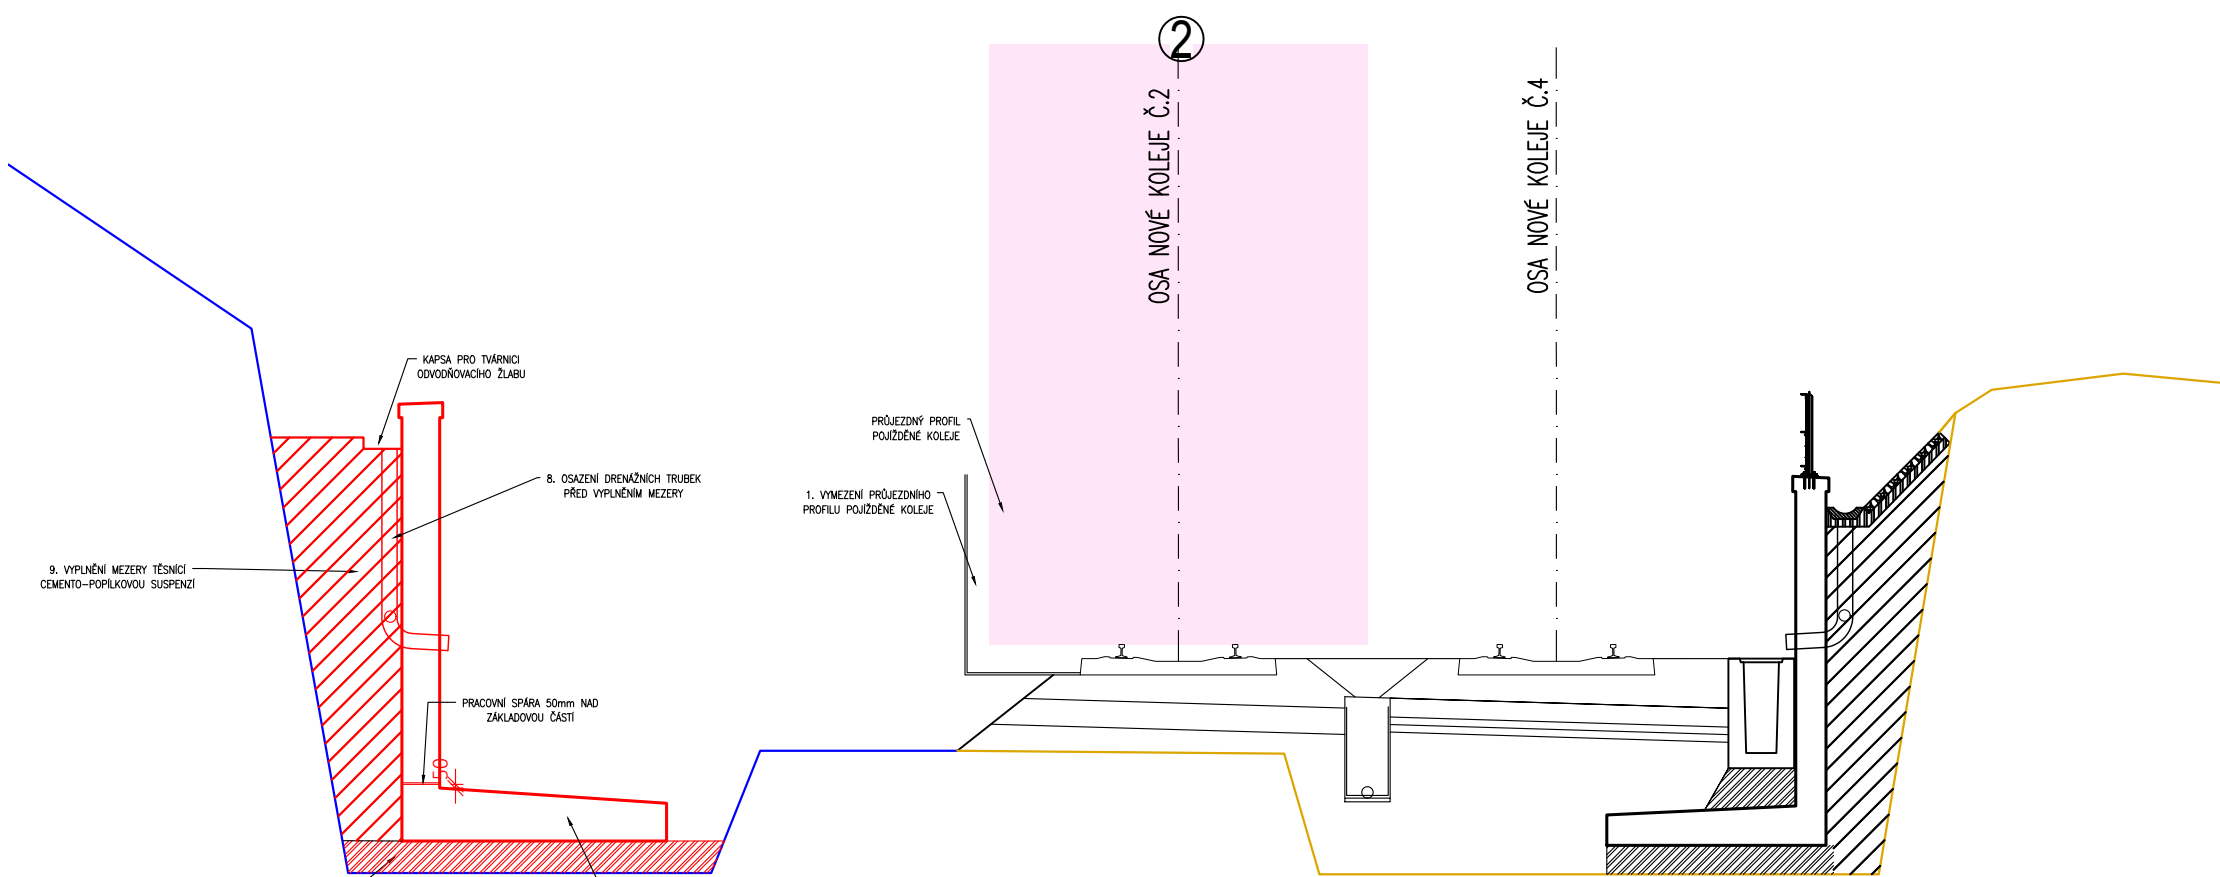 2
OSA NOVÉ KOLEJE Č.2
OSA NOVÉ KOLEJE Č.4
KAPSA PRO TVÁRNICI
ODVODŇOVACÍHO ŽLABU
PRŮJEZDNÝ PROFIL
POJÍŽDĚNÉ KOLEJE
8. OSAZENÍ DRENÁŽNÍCH TRUBEK
PŘED VYPLNĚNÍM MEZERY
1. VYMEZENÍ PRŮJEZDNÍHO
PROFILU POJÍŽDĚNÉ KOLEJE
9. VYPLNĚNÍ MEZERY TĚSNÍCÍ
CEMENTO-POPÍLKOVOU SUSPENZÍ
PRACOVNÍ SPÁRA 50mm NAD
ZÁKLADOVOU ČÁSTÍ
50